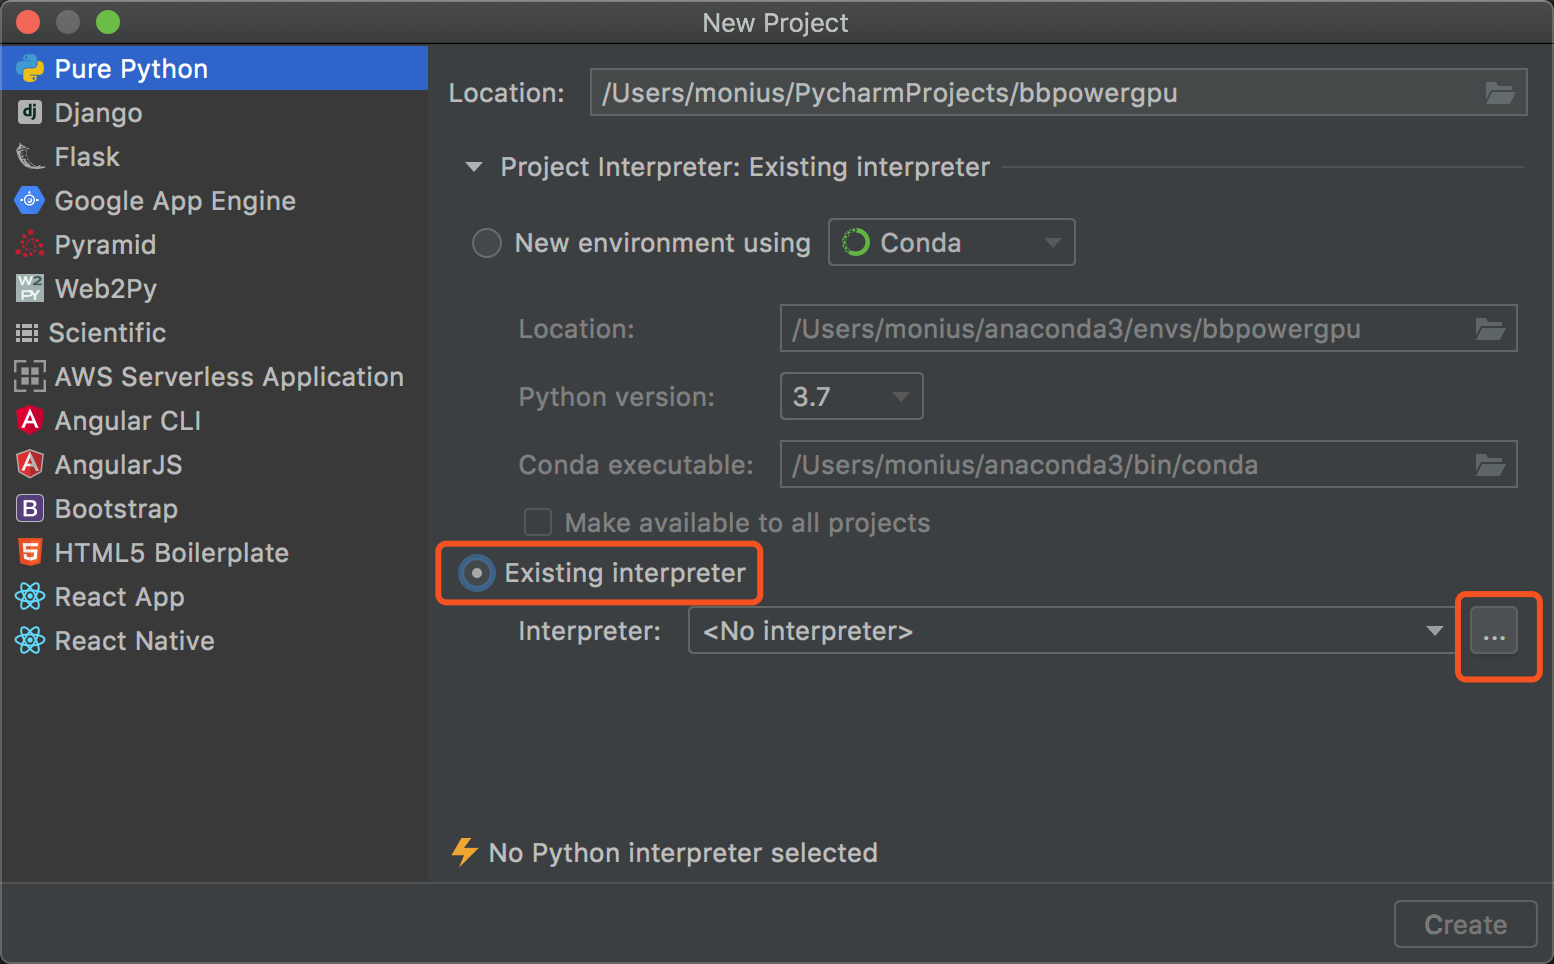 New Project
Pure Python
dj Django
Flask
Google App Engine
Pyramid
W2PY Web2Py
Scientific
AWS Serverless Application
A Angular CLI
A AngularJS
B Bootstrap
5 HTML5 Boilerplate
React App
React Native
Location: /Users/monius/PycharmProjects/bbpowergpu
Project Interpreter: Existing interpreter
New environment using Conda
Location: /Users/monius/anaconda3/envs/bbpowergpu
Python version: 3.7
Conda executable: /Users/monius/anaconda3/bin/conda
Make available to all projects
Existing interpreter
Interpreter: <No interpreter> ...
No Python interpreter selected
Create